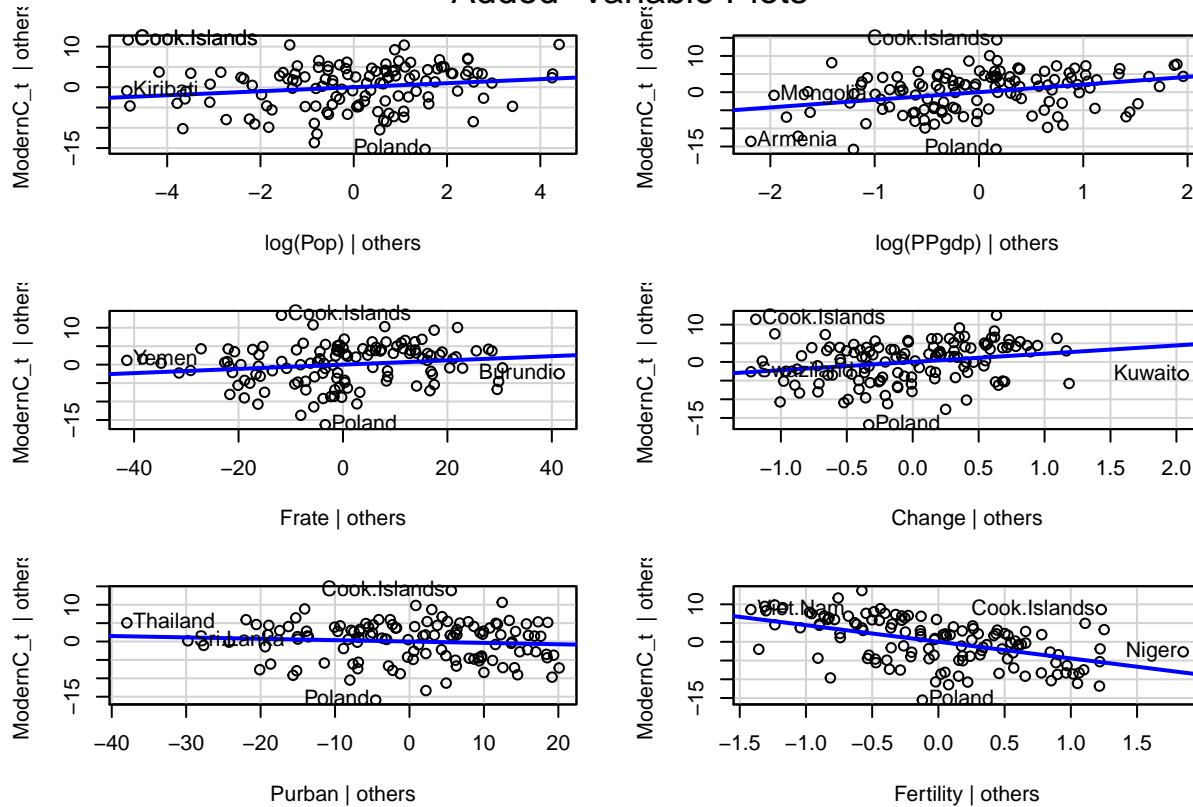 Added−Variable Plots
ModernC_t | others
−15
0
10
Cook.Islands
Kiribati
Poland
−4
−2
0
2
4
log(Pop) | others
ModernC_t | others
−15
0
10
Cook.Islands
Mongolia
Armenia
Poland
−2
−1
0
1
2
log(PPgdp) | others
ModernC_t | others
−15
0
10
Cook.Islands
Yemen
Burundi
Poland
−40
−20
0
20
40
Frate | others
ModernC_t | others
−15
0
10
Cook.Islands
Swaziland
Kuwait
Poland
−1.0
−0.5
0.0
0.5
1.0
1.5
2.0
Change | others
ModernC_t | others
−15
0
10
Cook.Islands
Thailand
Sri.Lanka
Poland
−40
−30
−20
−10
0
10
20
Purban | others
ModernC_t | others
−15
0
10
Viet.Nam
Cook.Islands
Niger
Poland
−1.5
−1.0
−0.5
0.0
0.5
1.0
1.5
Fertility | others